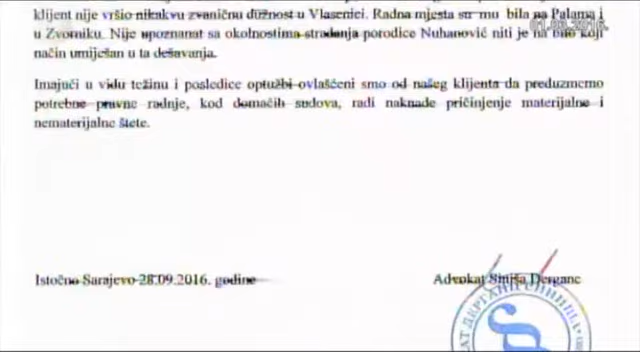 klijent nije vršio nikakvu zvaničnu dužnost u Vlasenici. Radna mjesta su mu bila na Palama i
u Zvorniku. Nije upoznanat sa okolnostima stradanja porodice Nuhanović niti je na bilo koji
način umiješan u ta dešavanja.
Imajući u vidu težinu i posledice optužbi ovlašćeni smo od našeg klijenta da preduzmemo
potrebne pravne radnje, kod domaćih sudova, radi naknade pričinjenje materijalne i
nematerijalne štete.
Istočno Sarajevo 28.09.2016. godine
Advokat Siniša Dergane